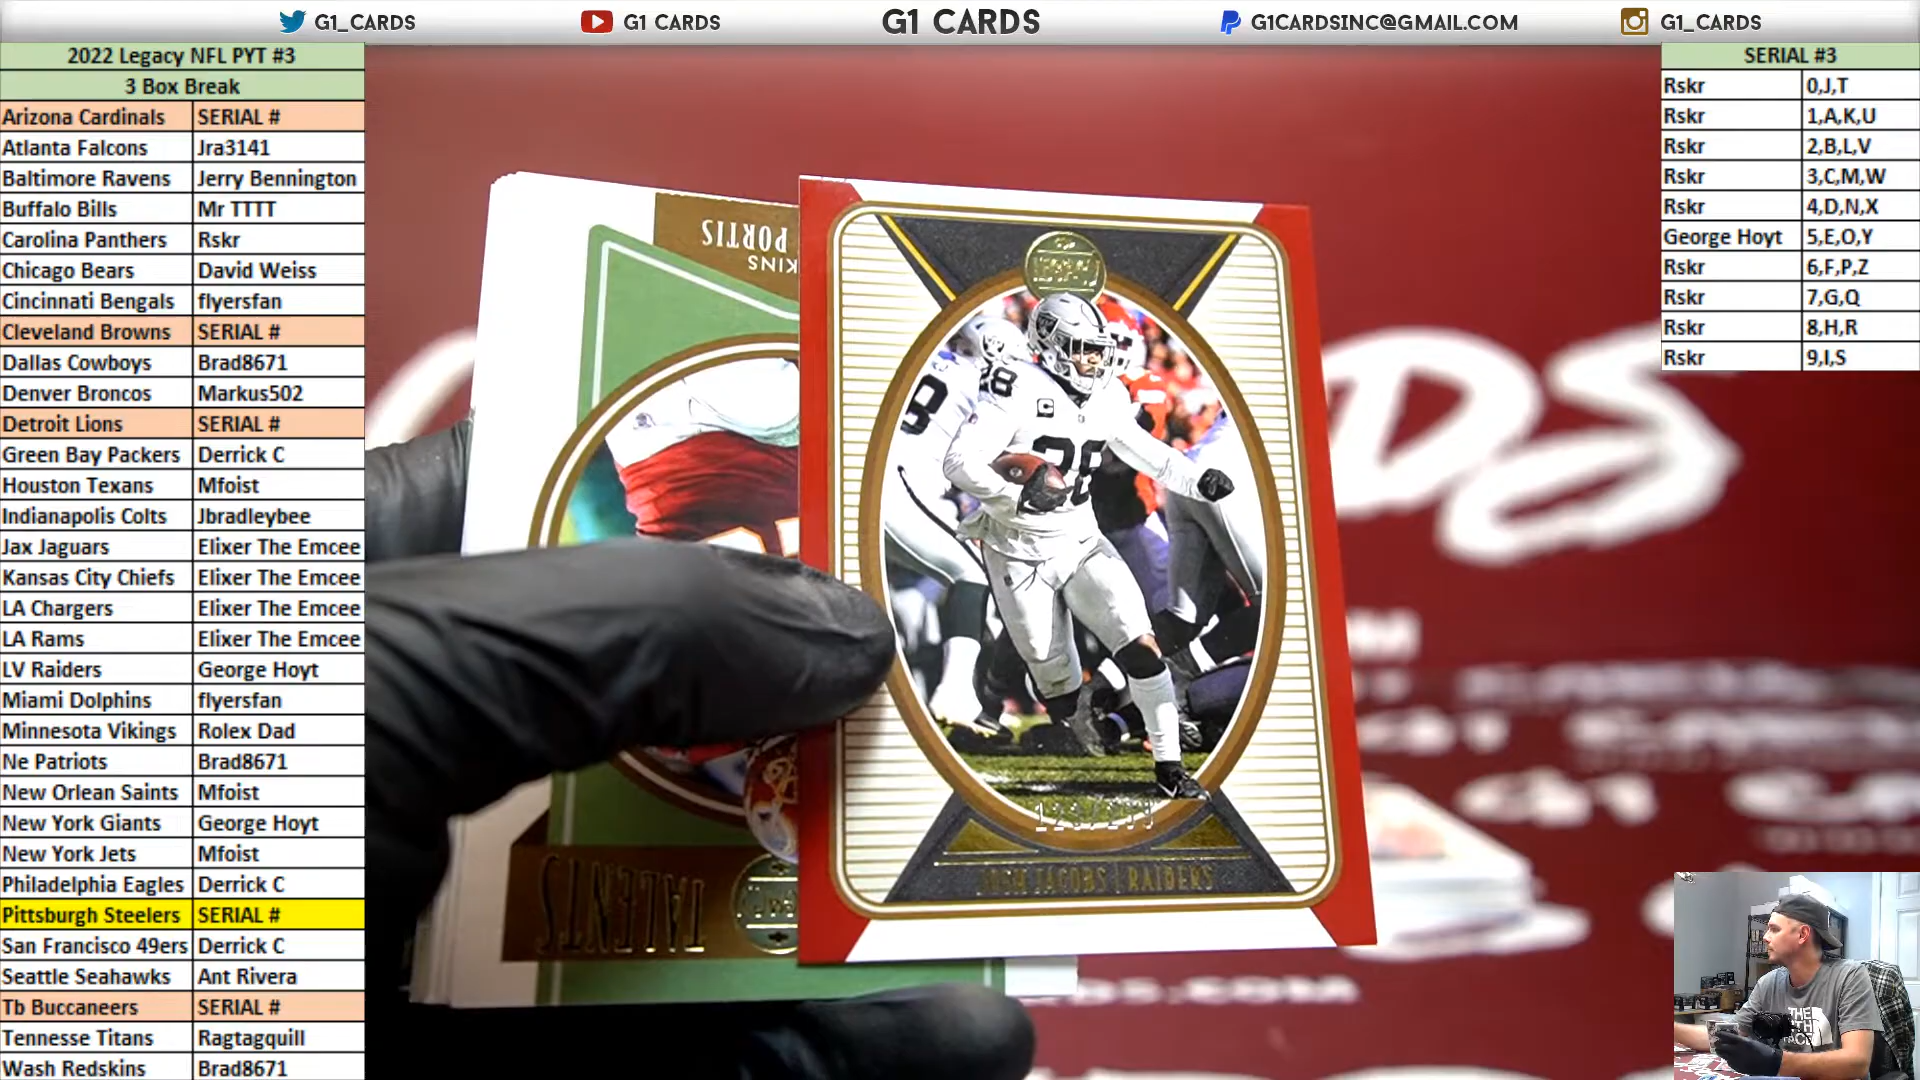 G1_CARDS
G1 CARDS
G1 CARDS
G1CARDSINC@GMAIL.COM
G1_CARDS
2022 Legacy NFL PYT #3
3 Box Break
Arizona Cardinals SERIAL #
Atlanta Falcons Jra3141
Baltimore Ravens Jerry Bennington
Buffalo Bills Mr TTTT
Carolina Panthers Rskr
Chicago Bears David Weiss
Cincinnati Bengals flyersfan
Cleveland Browns SERIAL #
Dallas Cowboys Brad8671
Denver Broncos Markus502
Detroit Lions SERIAL #
Green Bay Packers Derrick C
Houston Texans Mfoist
Indianapolis Colts Jbradleybee
Jax Jaguars Elixer The Emcee
Kansas City Chiefs Elixer The Emcee
LA Chargers Elixer The Emcee
LA Rams Elixer The Emcee
LV Raiders George Hoyt
Miami Dolphins flyersfan
Minnesota Vikings Rolex Dad
Ne Patriots Brad8671
New Orlean Saints Mfoist
New York Giants George Hoyt
New York Jets Mfoist
Philadelphia Eagles Derrick C
Pittsburgh Steelers SERIAL #
San Francisco 49ers Derrick C
Seattle Seahawks Ant Rivera
Tb Buccaneers SERIAL #
Tennesse Titans Ragtagquill
Wash Redskins Brad8671
SERIAL #3
Rskr 0,J,T
Rskr 1,A,K,U
Rskr 2,B,L,V
Rskr 3,C,M,W
Rskr 4,D,N,X
George Hoyt 5,E,O,Y
Rskr 6,F,P,Z
Rskr 7,G,Q
Rskr 8,H,R
Rskr 9,I,S
PORTIS
KINS
TALENTS
LEGACY
28
C
JOSH JACOBS | RAIDERS
THE